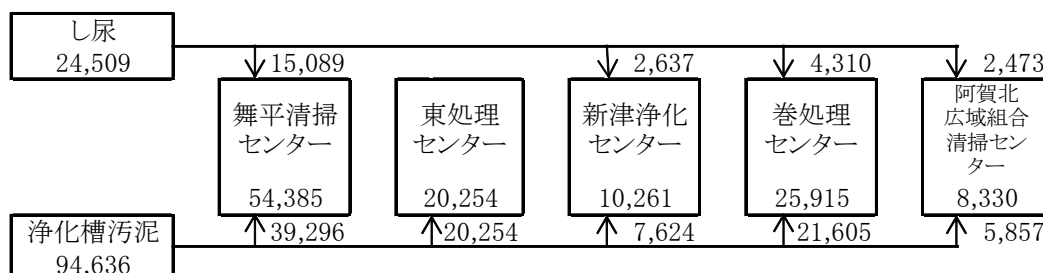 し尿
24,509
15,089
2,637
4,310
2,473
舞平清掃
センター
54,385
東処理
センター
20,254
新津浄化
センター
10,261
巻処理
センター
25,915
阿賀北
広域組合
清掃セン
ター
8,330
浄化槽汚泥
94,636
39,296
20,254
7,624
21,605
5,857